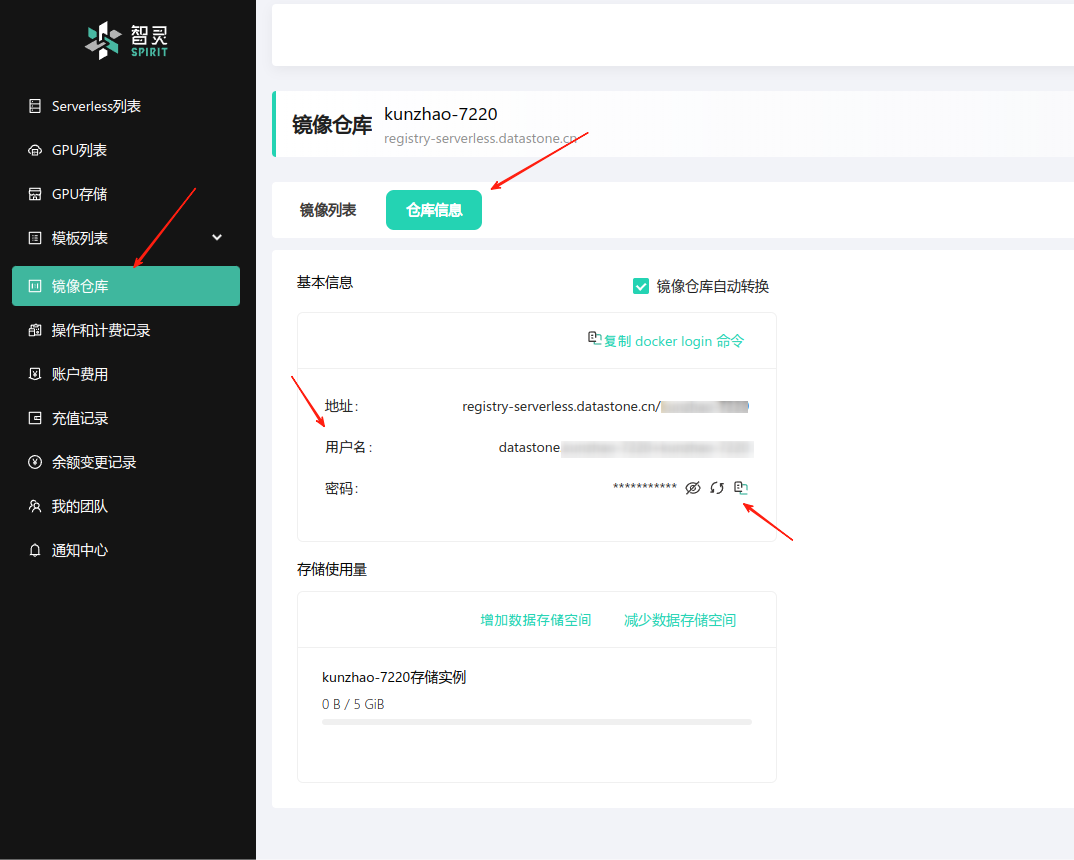 智灵
SPIRIT
Serverless列表
GPU列表
GPU存储
模板列表
镜像仓库
操作和计费记录
账户费用
充值记录
余额变更记录
我的团队
通知中心
镜像仓库
kunzhao-7220
registry-serverless.datastone.cn
镜像列表
仓库信息
基本信息
镜像仓库自动转换
复制 docker login 命令
地址:
registry-serverless.datastone.cn/
用户名:
datastone
密码:
***********
存储使用量
增加数据存储空间
减少数据存储空间
kunzhao-7220存储实例
0 B / 5 GiB